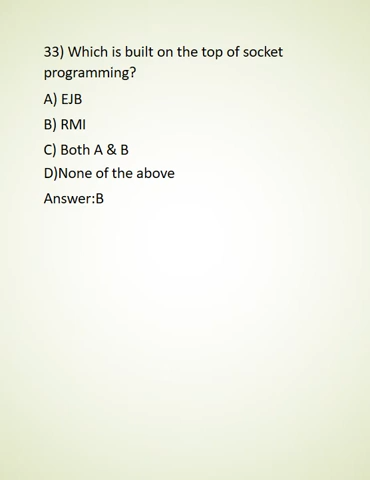 33) Which is built on the top of socket
programming?
A) EJB
B) RMI
C) Both A & B
D)None of the above
Answer:B